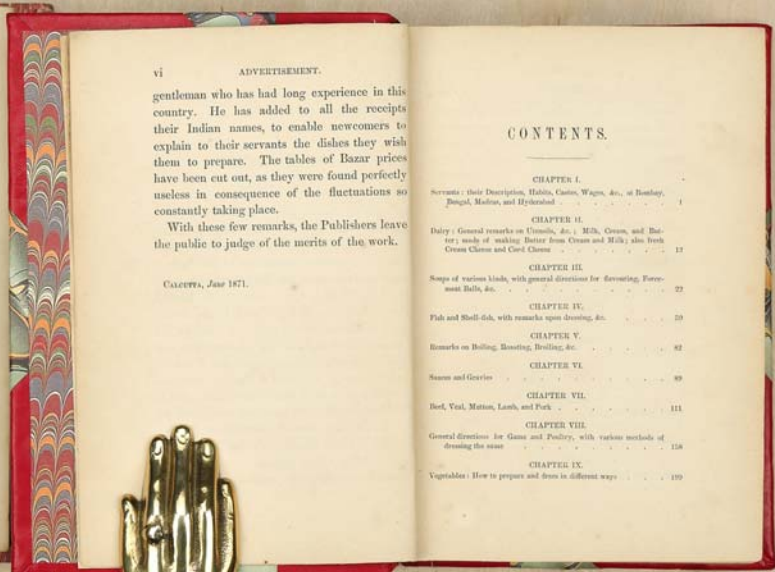 vi ADVERTISEMENT.
gentleman who has had long experience in this
country. He has added to all the receipts
their Indian names, to enable newcomers to
explain to their servants the dishes they wish
them to prepare. The tables of Bazar prices
have been cut out, as they were found perfectly
useless in consequence of the fluctuations so
constantly taking place.
With these few remarks, the Publishers leave
the public to judge of the merits of the work.
CALCUTTA, June 1871.
CONTENTS.
CHAPTER I.
Servants: their Description, Habits, Castes, Wages, &c., at Bombay,
Bengal, Madras, and Hyderabad . . . . . . 1
CHAPTER II.
Dairy: General remarks on Utensils, &c.; Milk, Cream, and But-
ter; mode of making Butter from Cream and Milk; also fresh
Cream Cheese and Curd Cheese . . . . . . 12
CHAPTER III.
Soups of various kinds, with general directions for flavouring, Force-
meat Balls, &c. . . . . . . . . 22
CHAPTER IV.
Fish and Shell-fish, with remarks upon dressing, &c. . . . 50
CHAPTER V.
Remarks on Boiling, Roasting, Broiling, &c. . . . . . 82
CHAPTER VI.
Sauces and Gravies . . . . . . . . 89
CHAPTER VII.
Beef, Veal, Mutton, Lamb, and Pork . . . . . . 111
CHAPTER VIII.
General directions for Game and Poultry, with various methods of
dressing the same . . . . . . . 158
CHAPTER IX.
Vegetables: How to prepare and dress in different ways . . . 199